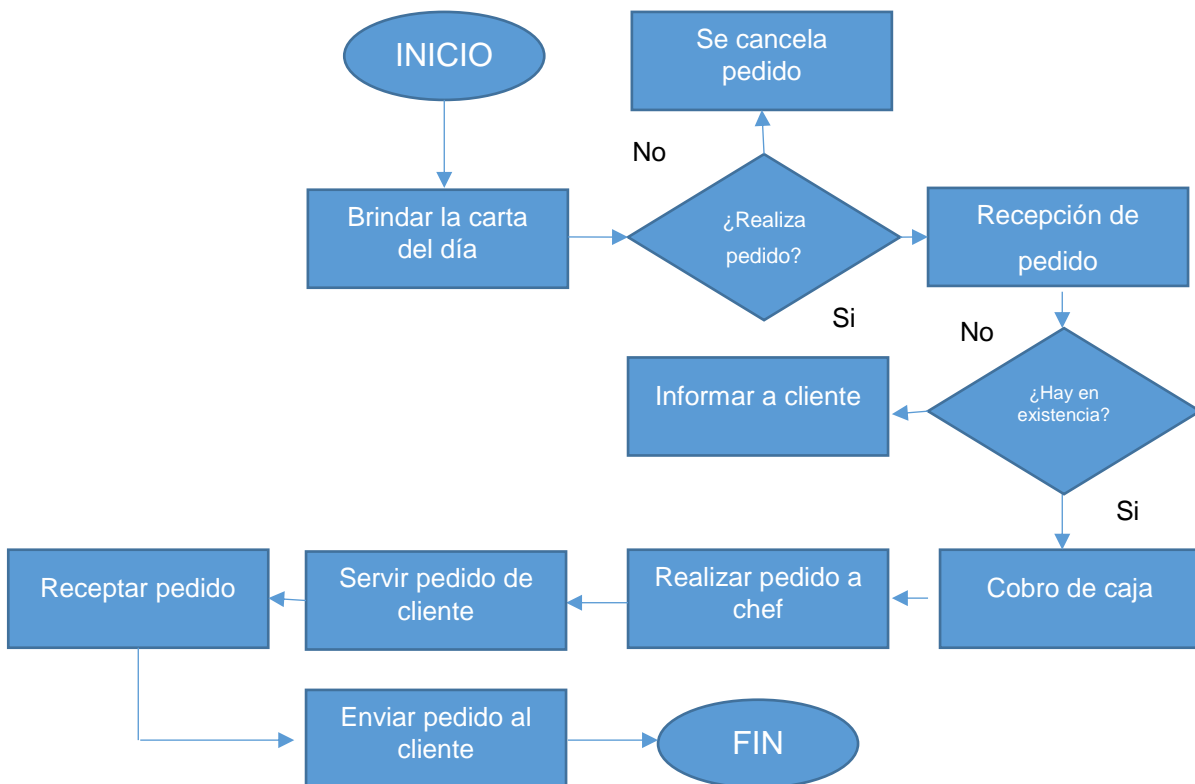 INICIO
Se cancela
pedido
No
Brindar la carta
del día
¿Realiza
pedido?
Recepción de
pedido
Si
No
Informar a cliente
¿Hay en
existencia?
Si
Receptar pedido
Servir pedido de
cliente
Realizar pedido a
chef
Cobro de caja
Enviar pedido al
cliente
FIN